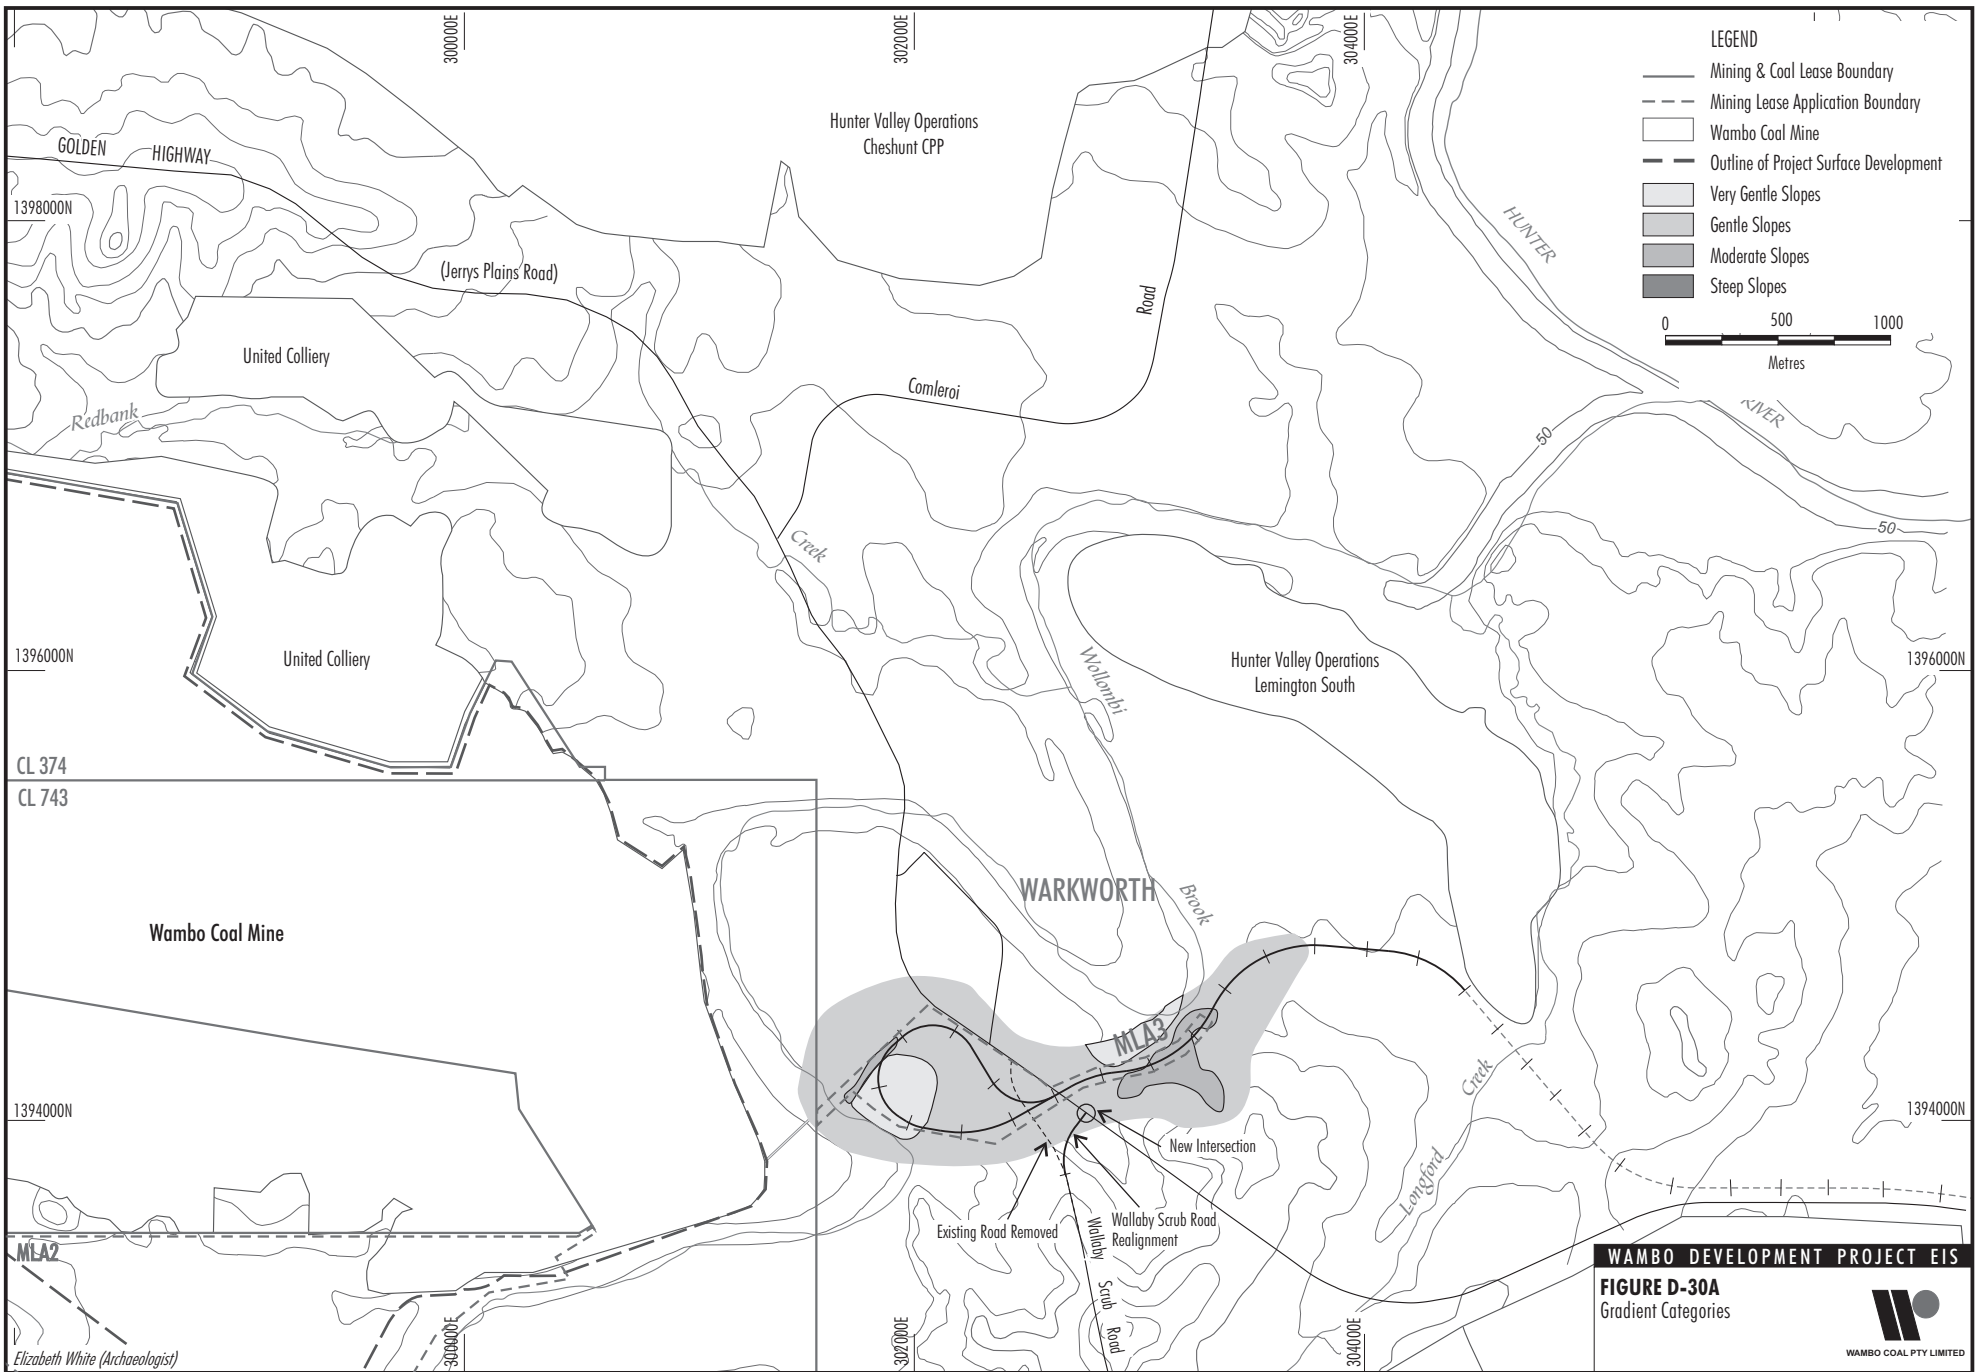 300000E
302000E
304000E
LEGEND
Mining & Coal Lease Boundary
Mining Lease Application Boundary
Wambo Coal Mine
Outline of Project Surface Development
Very Gentle Slopes
Gentle Slopes
Moderate Slopes
Steep Slopes
0 500 1000
Metres
Hunter Valley Operations
Cheshunt CPP
GOLDEN HIGHWAY
1398000N
HUNTER
(Jerrys Plains Road)
Road
United Colliery
Comleroi
Redbank
RIVER
50
50
Creek
1396000N
United Colliery
Wollombi
Hunter Valley Operations
Lemington South
1396000N
CL 374
CL 743
WARKWORTH
Brook
Wambo Coal Mine
MLA3
Creek
1394000N
1394000N
New Intersection
Longford
Existing Road Removed
Wallaby Scrub Road
Realignment
Wallaby Scrub Road
MLA2
WAMBO DEVELOPMENT PROJECT EIS
FIGURE D-30A
Gradient Categories
WAMBO COAL PTY LIMITED
300000E
302000E
304000E
Elizabeth White (Archaeologist)